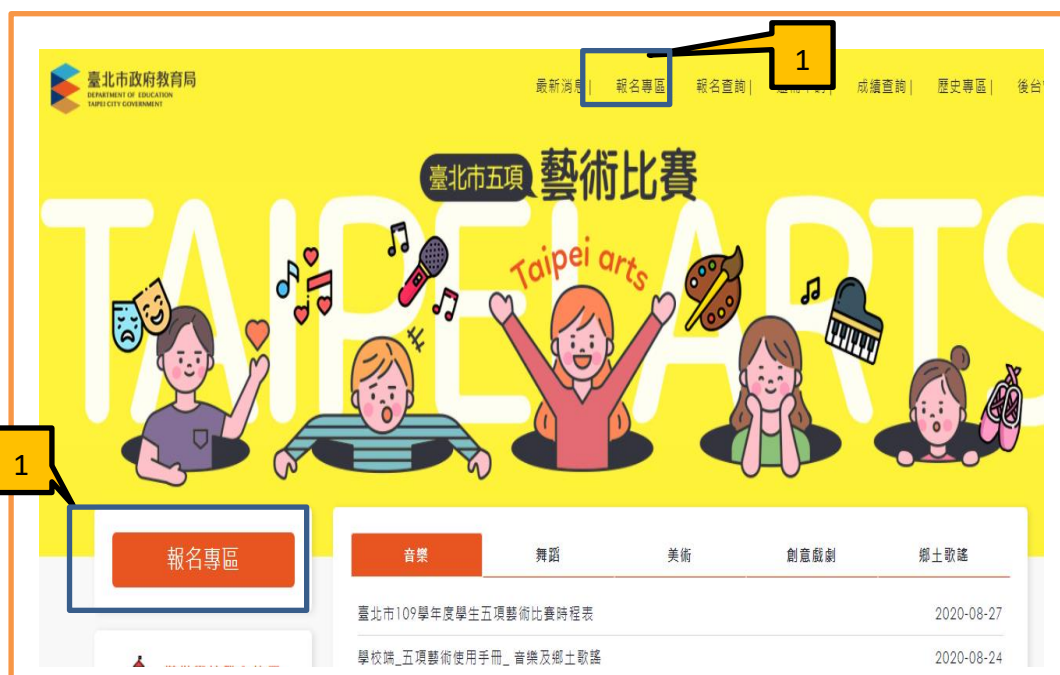 1
臺北市政府教育局
DEPARTMENT OF EDUCATION
TAIPEI CITY GOVERNMENT
最新消息| 報名專區 報名查詢| 成績查詢| 歷史專區| 後台
臺北市五項 藝術比賽
TAIPEI ARTS
Taipei arts
1
報名專區
音樂 舞蹈 美術 創意戲劇 鄉土歌謠
臺北市109學年度學生五項藝術比賽時程表 2020-08-27
學校端_五項藝術使用手冊_ 音樂及鄉土歌謠 2020-08-24